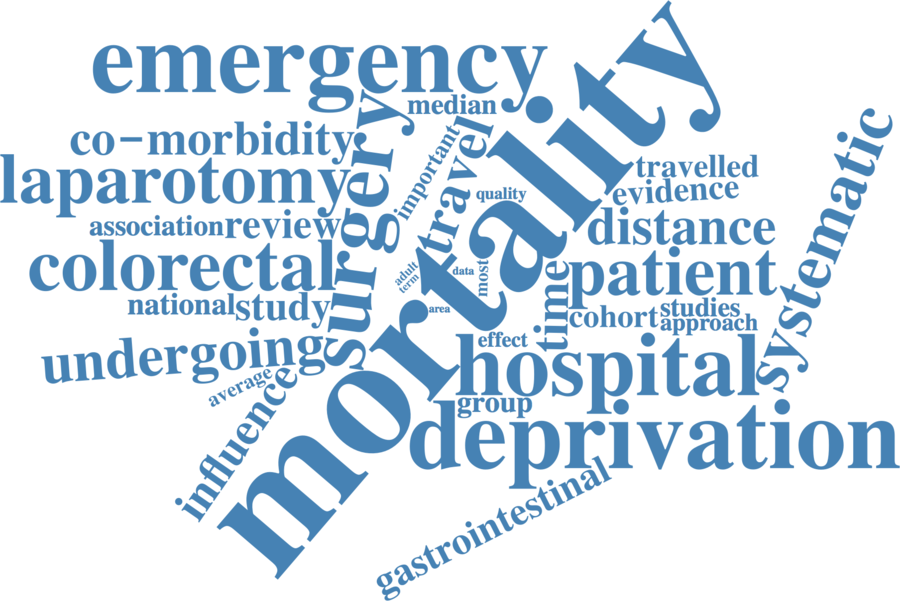 emergency
mortality
median
co-morbidity
surgery
important
travel
systematic
laparotomy
travelled
evidence
quality
association
review
distance
colorectal
adult
term
data
most
patient
time
national
study
area
cohort
studies
approach
undergoing
effect
hospital
average
influence
group
deprivation
gastrointestinal